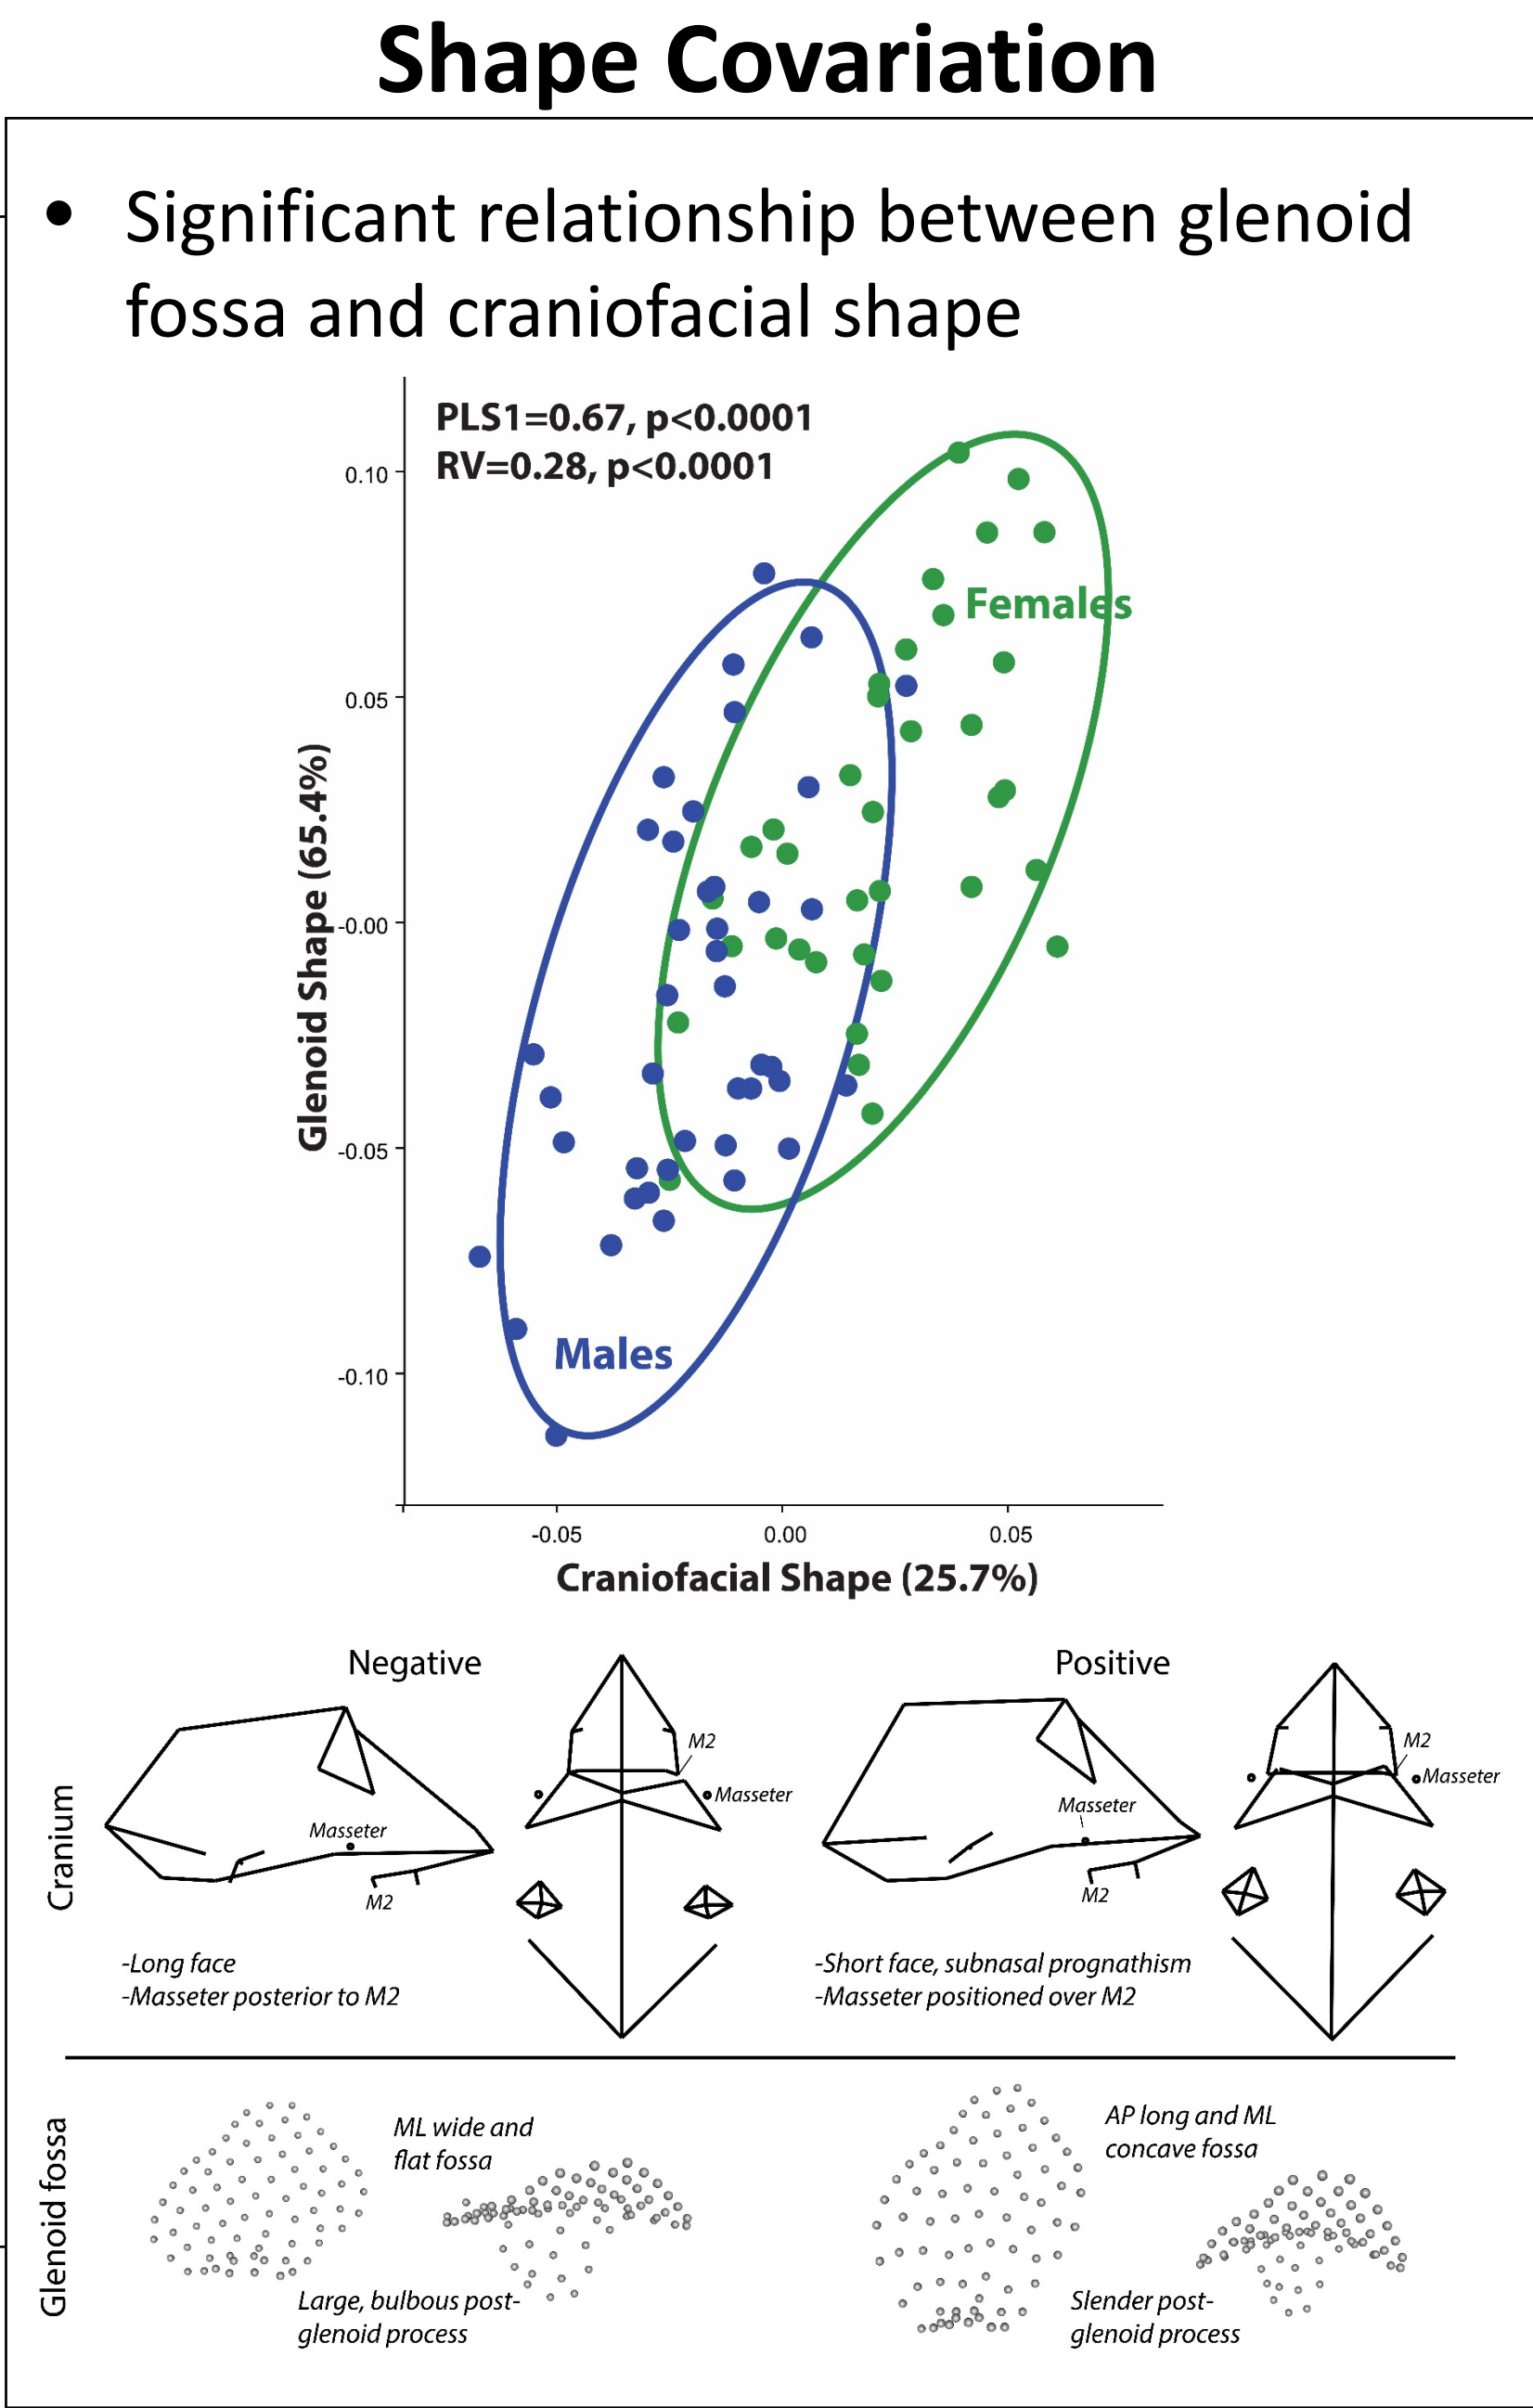 Shape Covariation
• Significant relationship between glenoid
fossa and craniofacial shape
PLS1=0.67, p<0.0001
RV=0.28, p<0.0001
0.10
0.05
-0.00
-0.05
-0.10
Glenoid Shape (65.4%)
Females
Males
-0.05
0.00
0.05
Craniofacial Shape (25.7%)
Negative
Positive
Cranium
Masseter
M2
M2
Masseter
Masseter
M2
M2
Masseter
-Long face
-Masseter posterior to M2
-Short face, subnasal prognathism
-Masseter positioned over M2
Glenoid fossa
ML wide and
flat fossa
Large, bulbous post-
glenoid process
AP long and ML
concave fossa
Slender post-
glenoid process